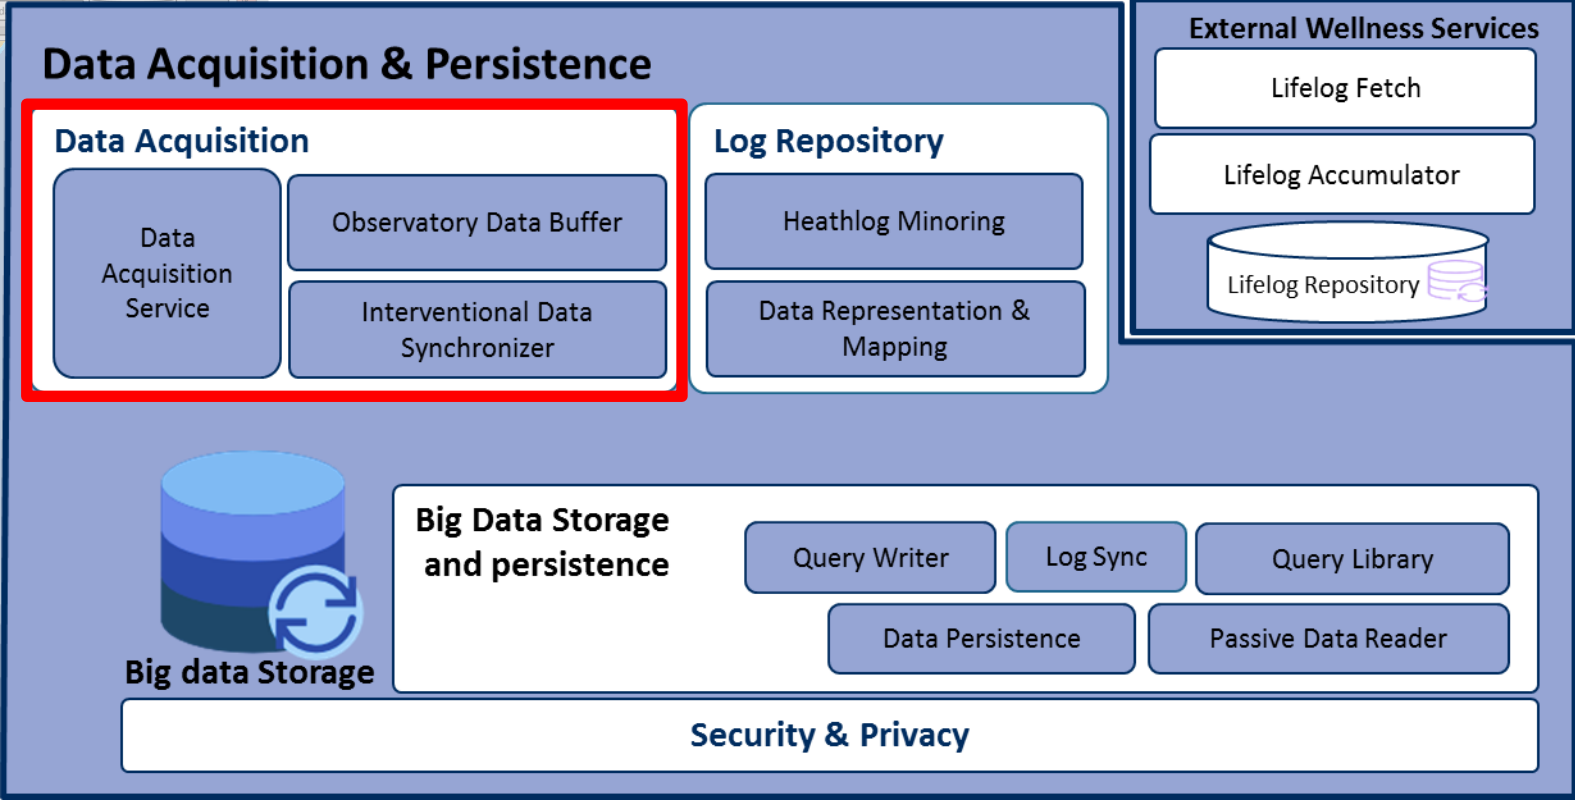 Data Acquisition & Persistence
Data Acquisition
Data
Acquisition
Service
Observatory Data Buffer
Interventional Data
Synchronizer
Log Repository
Heathlog Minoring
Data Representation &
Mapping
External Wellness Services
Lifelog Fetch
Lifelog Accumulator
Lifelog Repository
Big data Storage
Big Data Storage
and persistence
Query Writer
Log Sync
Query Library
Data Persistence
Passive Data Reader
Security & Privacy